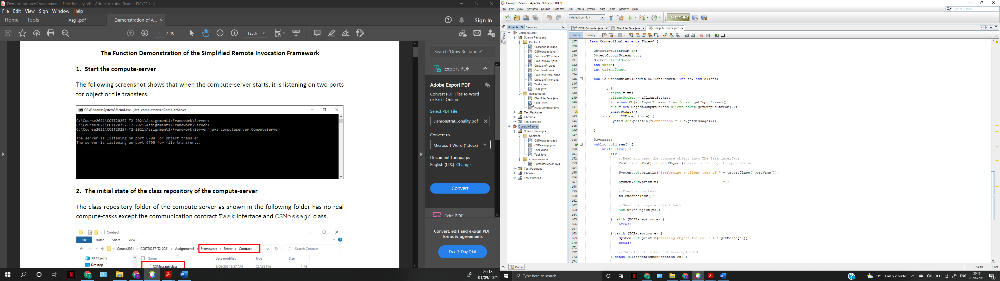 Demonstration of Assignment 1 Functionality.pdf - Adobe Acrobat Reader DC (32-bit)
File Edit View Sign Window Help
Home Tools Asg1.pdf Demonstration of A... × Sign In
1 / 10 125%
The Function Demonstration of the Simplified Remote Invocation Framework
1. Start the compute-server
The following screenshot shows that when the compute-server starts, it is listening on two ports
for object or file transfers.
C:\Windows\System32\cmd.exe - java computeserver.ComputeServer
C:\Course2021\COIT20257-T2-2021\Assignment1\Framework\Server>
C:\Course2021\COIT20257-T2-2021\Assignment1\Framework\Server>
C:\Course2021\COIT20257-T2-2021\Assignment1\Framework\Server>java computeserver.ComputeServer
------------------------------
The server is listening on port 6789 for object transfer...
The server is listening on port 6790 for file transfer...
------------------------------
2. The initial state of the class repository of the compute-server
The class repository folder of the compute-server as shown in the following folder has no real
compute-tasks except the communication contract Task interface and CSMessage class.
Contract
File Home Share View
« Course2021 > COIT20257-T2-2021 > Assignment1 > Framework > Server > Contract Search Contract
3D Objects Name Date modified Type Size
Desktop CSMessage.class 3/06/2021 8:57 AM CLASS File 1 KB
Search 'Draw Rectangle'
Export PDF
Adobe Export PDF
Convert PDF Files to Word
or Excel Online
Select PDF File
Demonstrat...onality.pdf
Convert to
Microsoft Word (*.docx)
Document Language:
English (U.S.) Change
Convert
Edit PDF
Convert, edit and e-sign PDF
forms & agreements
Free 7-Day Trial
20:18
01/09/2021
ComputeServer - Apache NetBeans IDE 9.0
File Edit View Navigate Source Refactor Run Debug Profile Team Tools Window Help
Search (Ctrl+I)
<default config> 228.2/373.0MB
Projects × Services
Files
ComputeClient
Source Packages
Contract
CSMessage.class
CSMessage.java
CalculateGCD.class
CalculateGCD.java
CalculatePi.class
CalculatePi.java
CalculatePrime.class
CalculatePrime.java
Task.class
Task.java
computeclient
ClientInterface.java
FXML.fxml
FXMLController.java
Test Packages
Libraries
Test Libraries
ComputeServer
Source Packages
Contract
CSMessage.class
CSMessage.java
Task.class
Task.java
computeserver
ComputeServer.java
Test Packages
Libraries
Test Libraries
FXMLController.java × ClientInterface.java × ComputeServer.java ×
Source History
127 class Connection1 extends Thread {
128
129 ObjectInputStream in;
130 ObjectOutputStream out;
131 Socket clientSocket;
132 int thrdn;
133 int clientCount;
134
135 public Connection1(Socket aClientSocket, int tn, int client) {
136
137 try {
138 thrdn = tn;
139 clientSocket = aClientSocket;
140 in = new ObjectInputStream(clientSocket.getInputStream());
141 out = new ObjectOutputStream(clientSocket.getOutputStream());
this.start();
143 } catch (IOException e) {
144 System.out.println("Connection:" + e.getMessage());
145 }
146 }
147
148 @Override
public void run() {
150 while (true) {
151 try {
152 //Read and cast the compute object into The Task interface
153 Task ts = (Task) in.readObject();//in is the object input stream
154
155 System.out.println("Performing a client task of " + ts.getClass().getName());
156
157 System.out.println("------------------------------");
158
159 //Execute the task
160 ts.executeTask();
161
162 //Send the compute object back
163 out.writeObject(ts);
164
165 } catch (EOFException e) {
166 break;
167
168 } catch (IOException e) {
169 System.out.println("Writing object failed: " + e.getMessage());
170 break;
171
172 //The class file has not been uploaded
173 } catch (ClassNotFoundException ex) {
174
Output
104:18 INS
Type here to search
21°C Partly cloudy ENG
20:18
01/09/2021